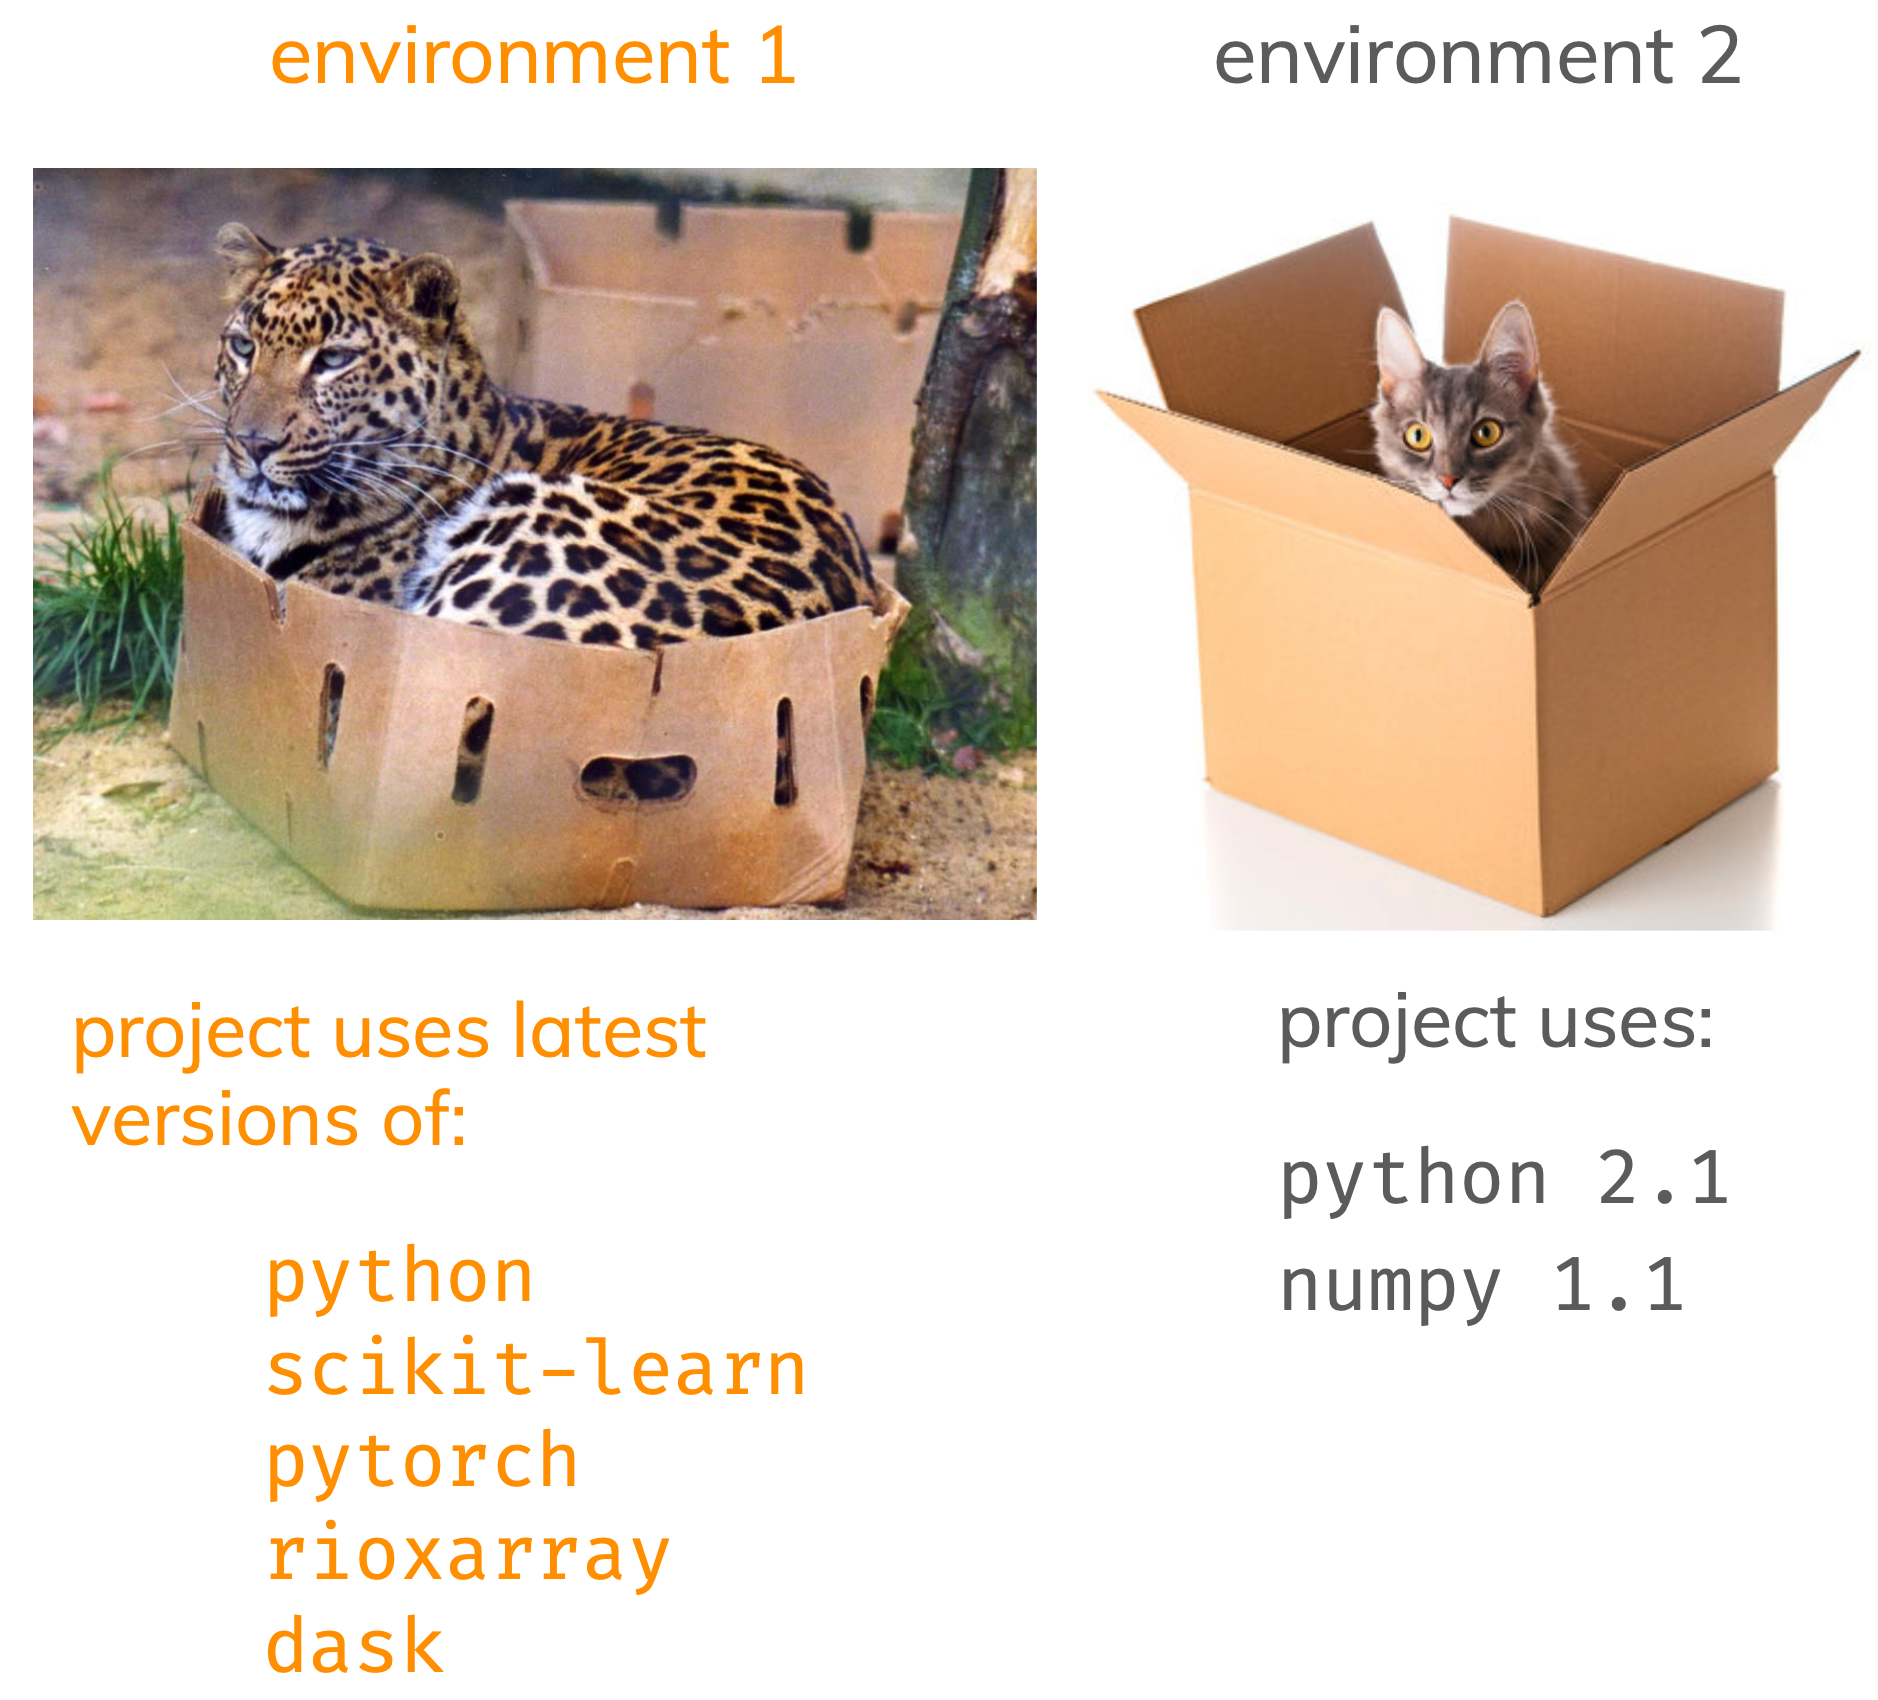 environment 1
environment 2
project uses latest
versions of:
python
scikit-learn
pytorch
rioxarray
dask
project uses:
python 2.1
numpy 1.1